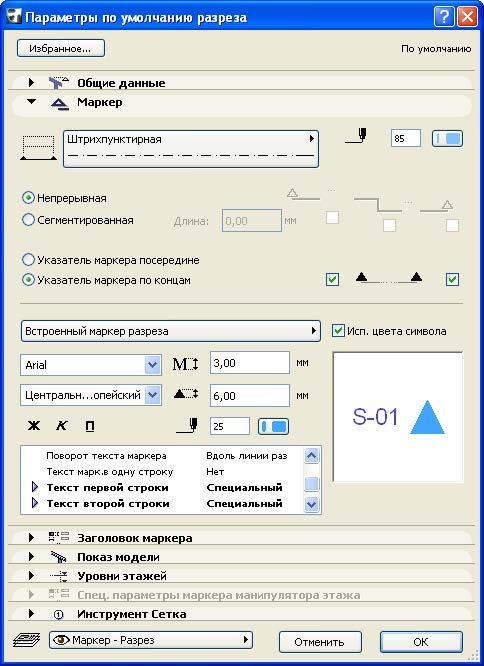 Параметры по умолчанию разреза
Избранное...
По умолчанию
Общие данные
Маркер
Штрихпунктирная
85
Непрерывная
...
Сегментированная
Длина:
0,00
мм
Указатель маркера посередине
Указатель маркера по концам
...
Встроенный маркер разреза
Исп. цвета символа
Arial
M
3,00
мм
Центральн...опейский
6,00
мм
Ж
К
П
25
S-01
Поворот текста маркера
Вдоль линии раз
Текст марк.в одну строку
Нет
Текст первой строки
Специальный
Текст второй строки
Специальный
Заголовок маркера
Показ модели
Уровни этажей
Спец. параметры маркера манипулятора этажа
Инструмент Сетка
Маркер - Разрез
Отменить
ОК